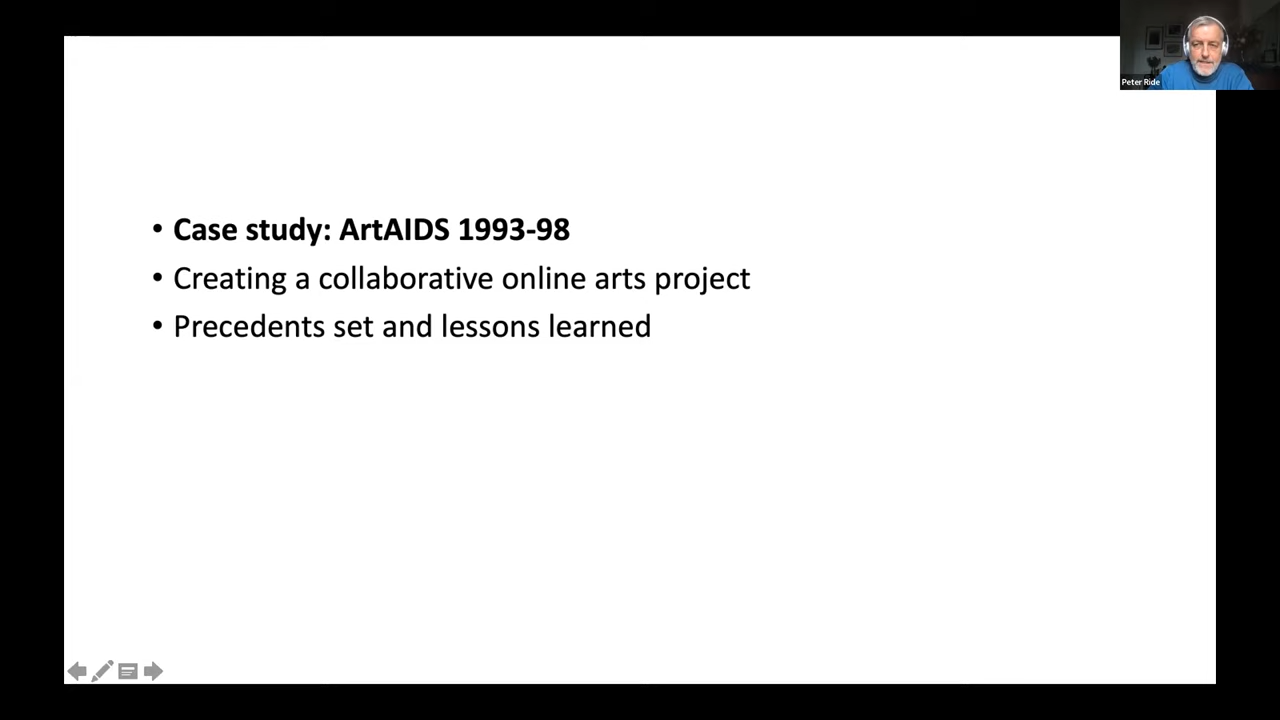 Peter Ride
• Case study: ArtAIDS 1993-98
• Creating a collaborative online arts project
• Precedents set and lessons learned